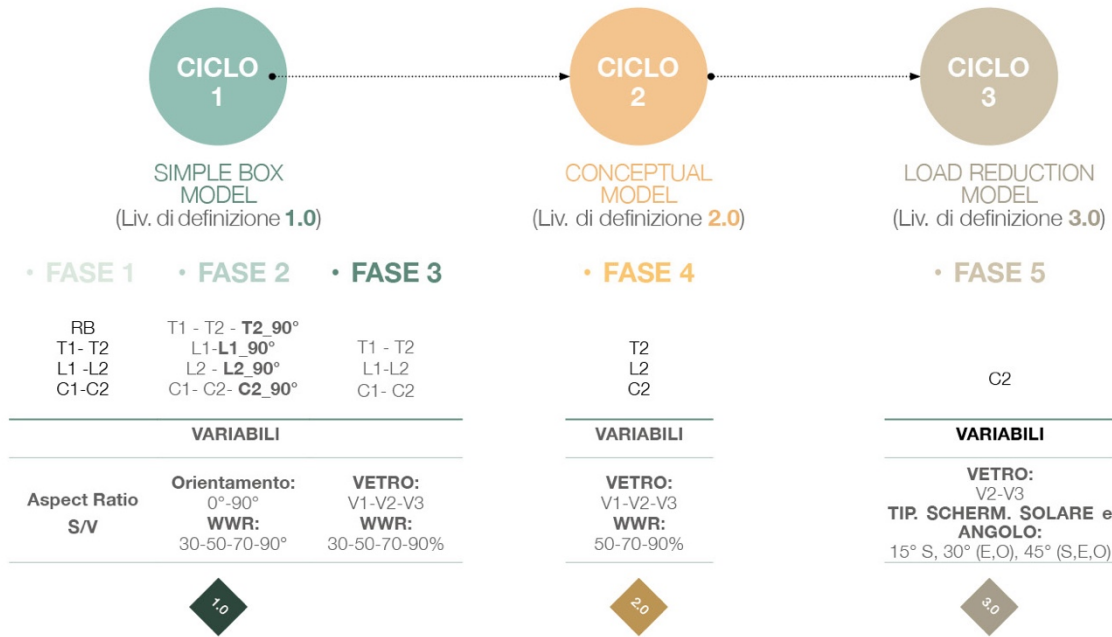 CICLO
1
CICLO
2
CICLO
3
SIMPLE BOX
MODEL
(Liv. di definizione 1.0)
CONCEPTUAL
MODEL
(Liv. di definizione 2.0)
LOAD REDUCTION
MODEL
(Liv. di definizione 3.0)
• FASE 1
• FASE 2
• FASE 3
• FASE 4
• FASE 5
RB
T1- T2
L1 -L2
C1-C2
T1 - T2 - T2_90°
L1-L1_90°
L2 - L2_90°
C1- C2- C2_90°
T1 - T2
L1-L2
C1- C2
T2
L2
C2
C2
VARIABILI
VARIABILI
VARIABILI
Aspect Ratio
S/V
Orientamento:
0°-90°
WWR:
30-50-70-90°
VETRO:
V1-V2-V3
WWR:
30-50-70-90%
VETRO:
V1-V2-V3
WWR:
50-70-90%
VETRO:
V2-V3
TIP. SCHERM. SOLARE e
ANGOLO:
15° S, 30° (E,O), 45° (S,E,O)
1.0
2.0
3.0